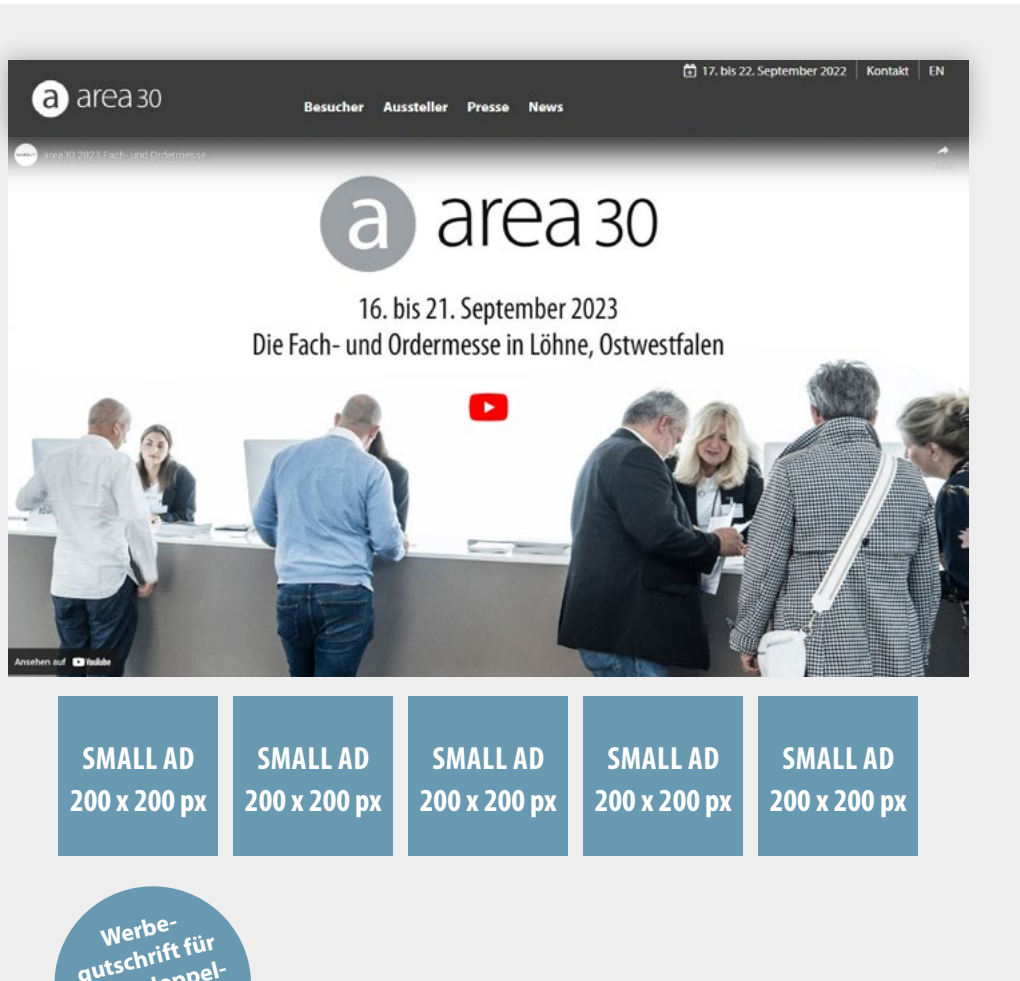 17. bis 22. September 2022 Kontakt EN
a area 30
Besucher Aussteller Presse News
area30 2023 Fach- und Ordermesse
a area 30
16. bis 21. September 2023
Die Fach- und Ordermesse in Löhne, Ostwestfalen
Ansehen auf YouTube
SMALL AD
200 x 200 px
SMALL AD
200 x 200 px
SMALL AD
200 x 200 px
SMALL AD
200 x 200 px
SMALL AD
200 x 200 px
Werbe-
gutschrift für